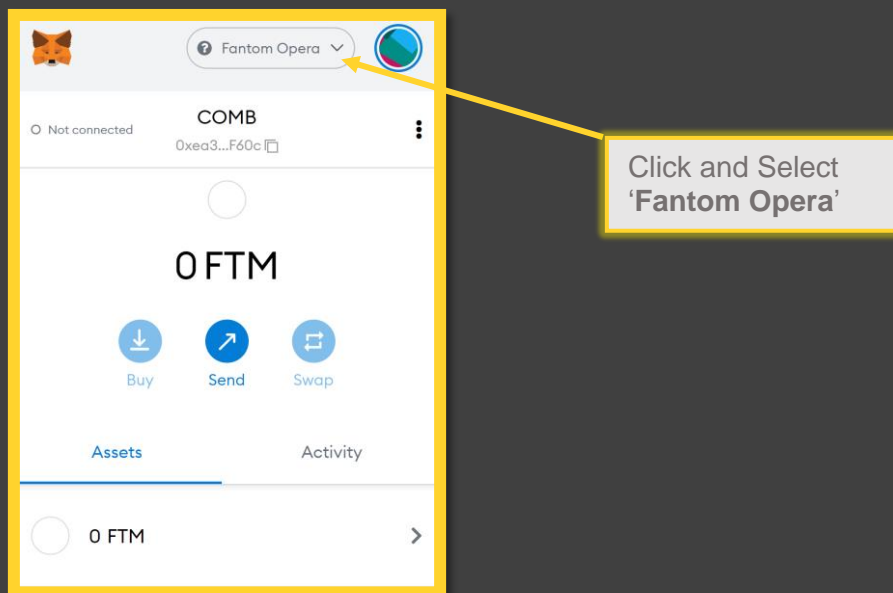 Fantom Opera
Not connected
COMB
0xea3...F60c
Click and Select
‘Fantom Opera’
0 FTM
Buy
Send
Swap
Assets
Activity
0 FTM